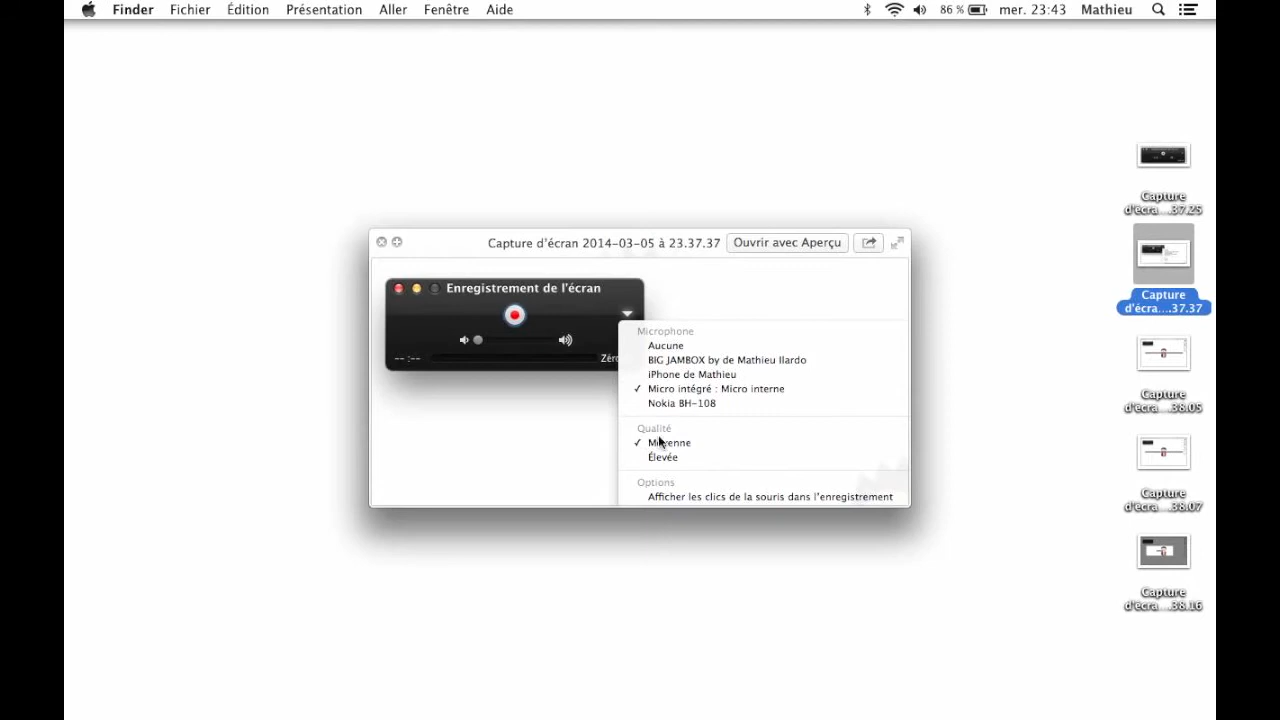 Finder Fichier Édition Présentation Aller Fenêtre Aide 86 % mer. 23:43 Mathieu
Capture d'écran 2014-03-05 à 23.37.37 Ouvrir avec Aperçu
Enregistrement de l'écran
-- :-- Zéro
Microphone
Aucune
BIG JAMBOX by de Mathieu Ilardo
iPhone de Mathieu
✓ Micro intégré : Micro interne
Nokia BH-108
Qualité
✓ Moyenne
Élevée
Options
Afficher les clics de la souris dans l'enregistrement
Capture
d'écra....37.25
Capture
d'écra....37.37
Capture
d'écra....38.05
Capture
d'écra....38.07
Capture
d'écra....38.16